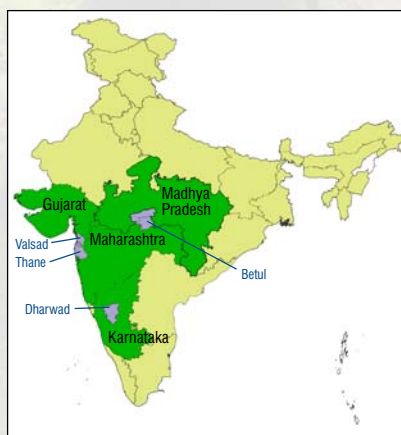 Gujarat
Madhya
Pradesh
Valsad
Maharashtra
Thane
Betul
Dharwad
Karnataka